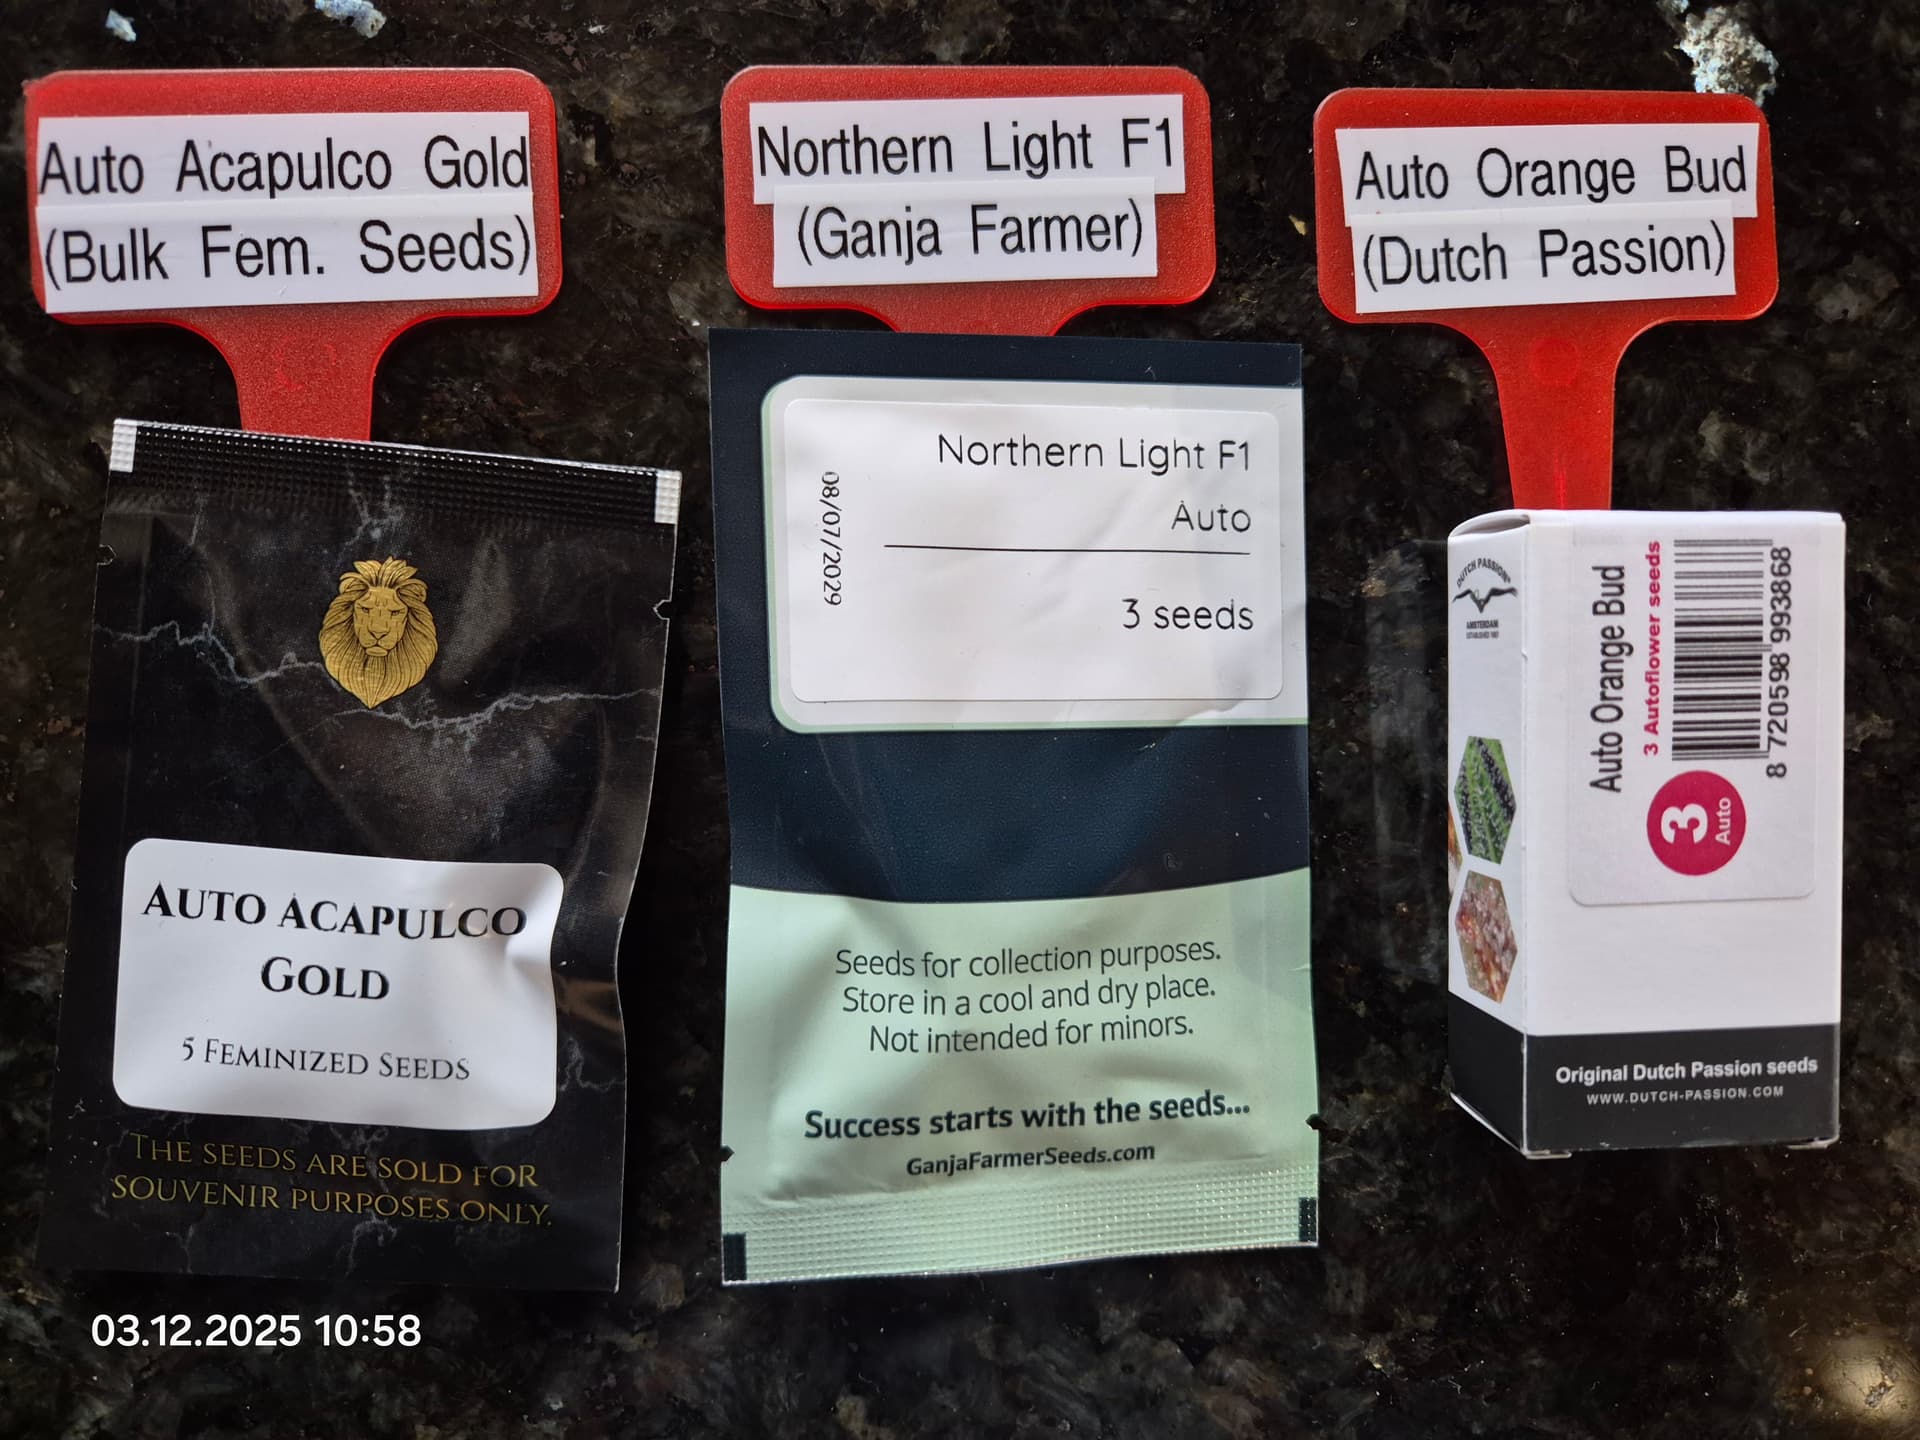 Auto Acapulco Gold
(Bulk Fem. Seeds)
Northern Light F1
(Ganja Farmer)
Auto Orange Bud
(Dutch Passion)
AUTO ACAPULCO
GOLD
5 FEMINIZED SEEDS
THE SEEDS ARE SOLD FOR
SOUVENIR PURPOSES ONLY.
Northern Light F1
Auto
3 seeds
08/07/2029
Seeds for collection purposes.
Store in a cool and dry place.
Not intended for minors.
Success starts with the seeds...
GanjaFarmerSeeds.com
DUTCH PASSION
AMSTERDAM
Auto Orange Bud
3 Autoflower seeds
8 720598 993868
3
Auto
Original Dutch Passion seeds
WWW.DUTCH-PASSION.COM
03.12.2025 10:58